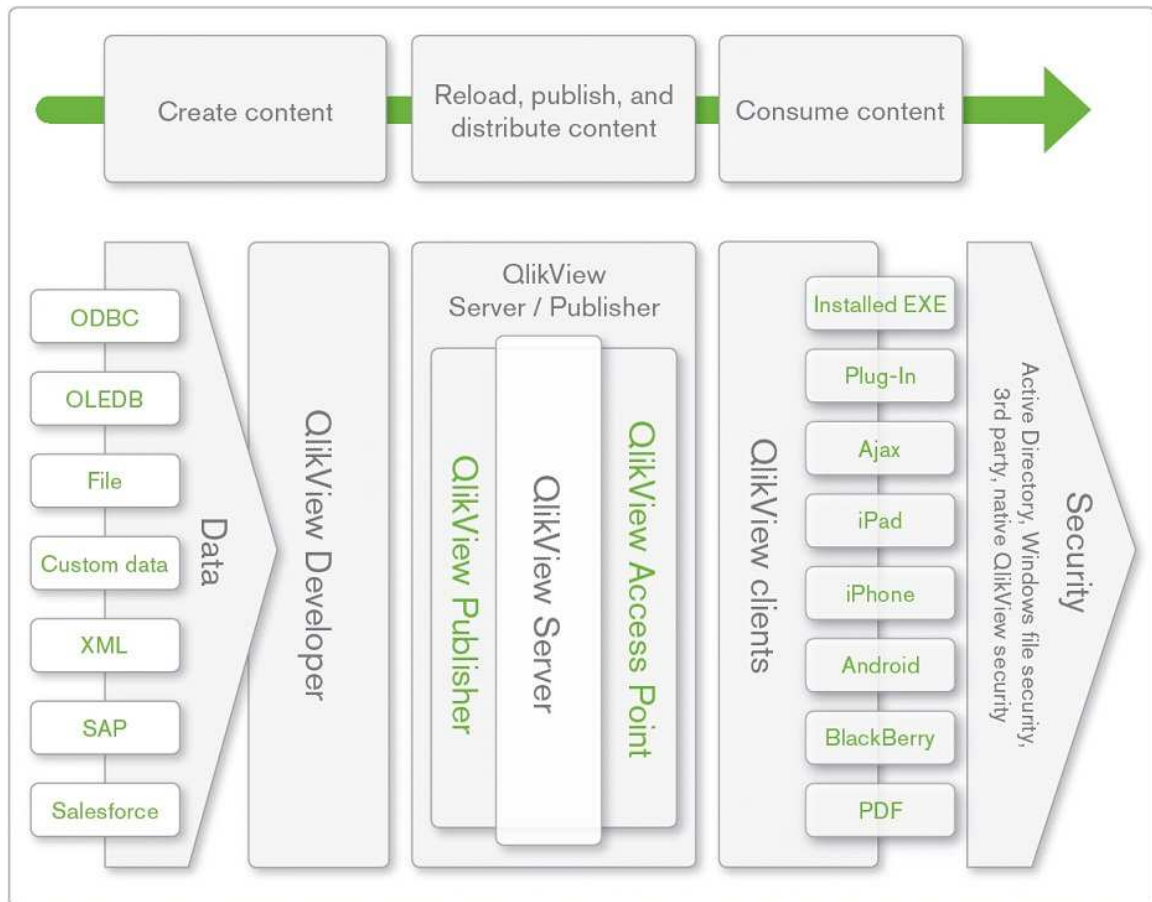 Create content
Reload, publish, and
distribute content
Consume content
ODBC
OLEDB
File
Custom data
XML
SAP
Salesforce
Data
QlikView Developer
QlikView
Server / Publisher
QlikView Publisher
QlikView Server
QlikView Access Point
QlikView clients
Installed EXE
Plug-In
Ajax
iPad
iPhone
Android
BlackBerry
PDF
Security
Active Directory, Windows file security,
3rd party, native QlikView security